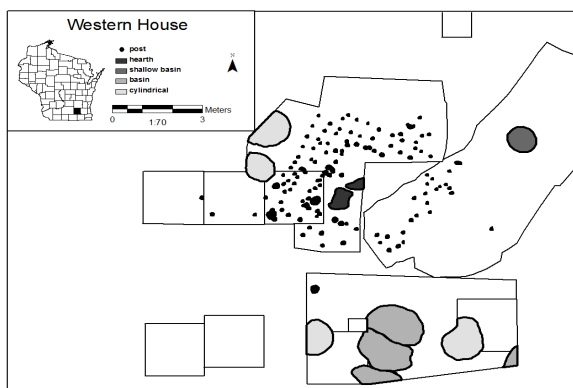 Western House
post
hearth
shallow basin
basin
cylindrical
N
Meters
0 1:70 3